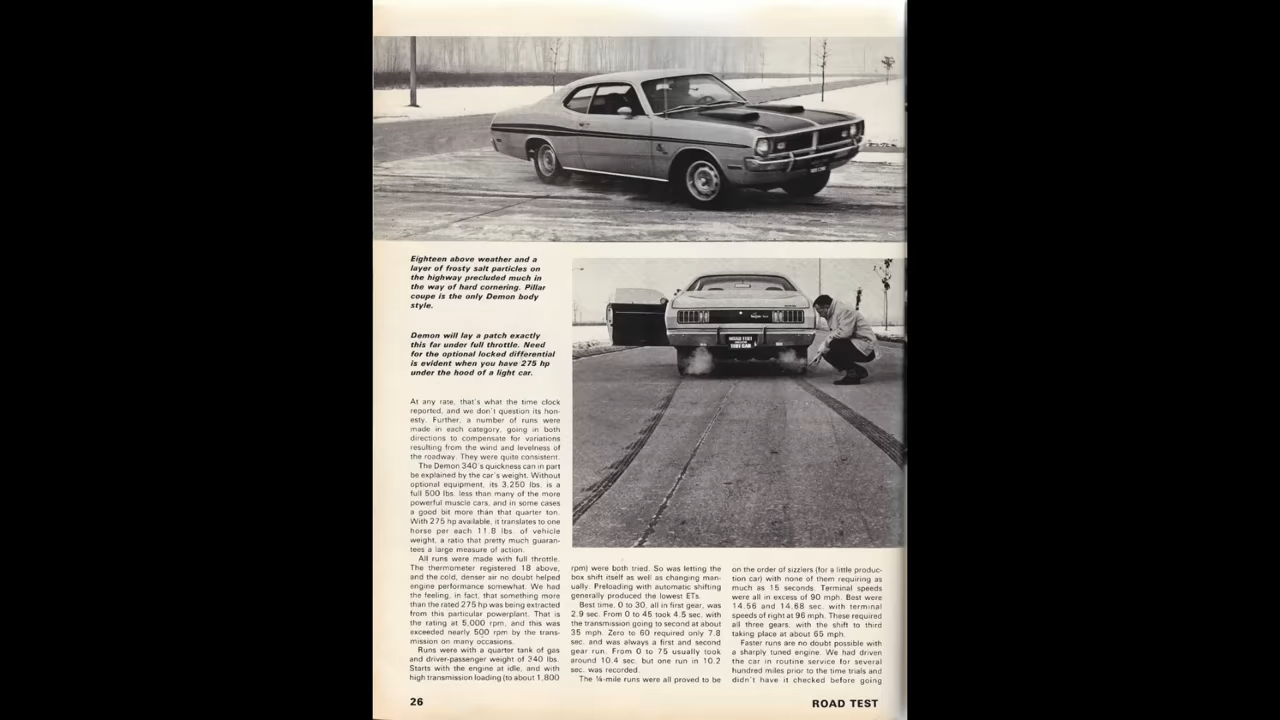 Eighteen above weather and a
layer of frosty salt particles on
the highway precluded much in
the way of hard cornering. Pillar
coupe is the only Demon body
style.
Demon will lay a patch exactly
this far under full throttle. Need
for the optional locked differential
is evident when you have 275 hp
under the hood of a light car.
At any rate, that's what the time clock
reported, and we don't question its hon-
esty. Further, a number of runs were
made in each category, going in both
directions to compensate for variations
resulting from the wind and levelness of
the roadway. They were quite consistent.
The Demon 340's quickness can in part
be explained by the car's weight. Without
optional equipment, its 3,250 lbs. is a
full 500 lbs. less than many of the more
powerful muscle cars, and in some cases
a good bit more than that quarter ton.
With 275 hp available, it translates to one
horse per each 11.8 lbs. of vehicle
weight, a ratio that pretty much guaran-
tees a large measure of action.
All runs were made with full throttle.
The thermometer registered 18 above,
and the cold, denser air no doubt helped
engine performance somewhat. We had
the feeling, in fact, that something more
than the rated 275 hp was being extracted
from this particular powerplant. That is
the rating at 5,000 rpm, and this was
exceeded nearly 500 rpm by the trans-
mission on many occasions.
Runs were with a quarter tank of gas
and driver-passenger weight of 340 lbs.
Starts with the engine at idle, and with
high transmission loading (to about 1,800
rpm) were both tried. So was letting the
box shift itself as well as changing man-
ually. Preloading with automatic shifting
generally produced the lowest ETs.
Best time, 0 to 30, all in first gear, was
2.9 sec. From 0 to 45 took 4.5 sec. with
the transmission going to second at about
35 mph. Zero to 60 required only 7.8
sec. and was always a first and second
gear run. From 0 to 75 usually took
around 10.4 sec. but one run in 10.2
sec. was recorded.
The ¼-mile runs were all proved to be
on the order of sizzlers (for a little produc-
tion car) with none of them requiring as
much as 15 seconds. Terminal speeds
were all in excess of 90 mph. Best were
14.56 and 14.68 sec. with terminal
speeds of right at 96 mph. These required
all three gears, with the shift to third
taking place at about 65 mph.
Faster runs are no doubt possible with
a sharply tuned engine. We had driven
the car in routine service for several
hundred miles prior to the time trials and
didn't have it checked before going
ROAD TEST
TEST CAR
26
ROAD TEST